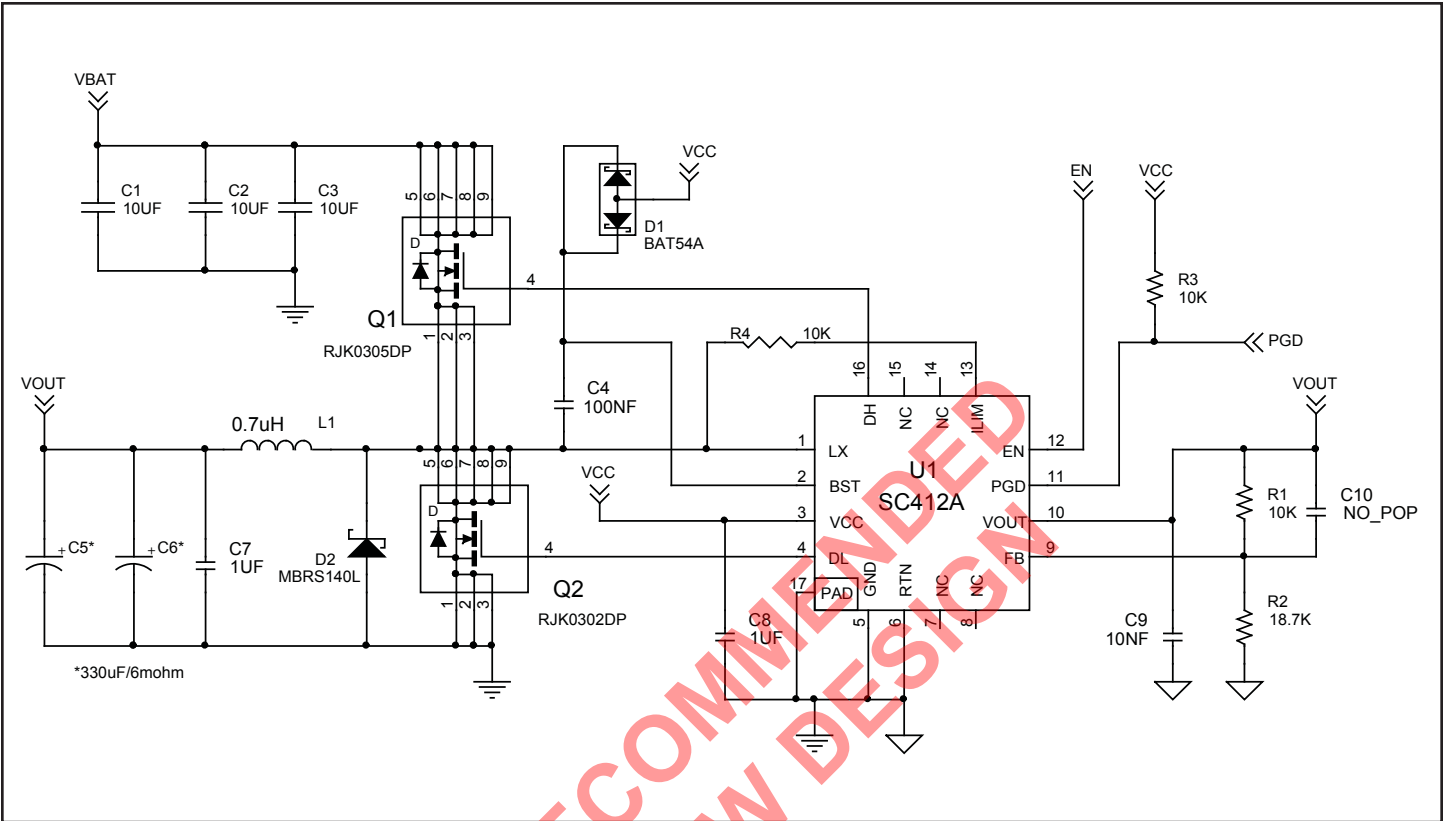 VBAT
C1
10UF
C2
10UF
C3
10UF
5
6
7
8
9
D
Q1
RJK0305DP
1
2
3
4
VCC
D1
BAT54A
EN
VCC
R3
10K
PGD
R4
10K
C4
100NF
16
15
14
13
DH
NC
NC
ILIM
VOUT
0.7uH
L1
5
6
7
8
9
D
Q2
RJK0302DP
1
2
3
4
+C5*
+C6*
C7
1UF
D2
MBRS140L
*330uF/6mohm
VCC
C8
1UF
1
LX
2
BST
3
VCC
4
DL
17
PAD
U1
SC412A
EN
12
PGD
11
VOUT
10
FB
9
GND
RTN
NC
NC
5
6
7
8
VOUT
R1
10K
C10
NO_POP
C9
10NF
R2
18.7K
ECOMMENDED
W DESIGN